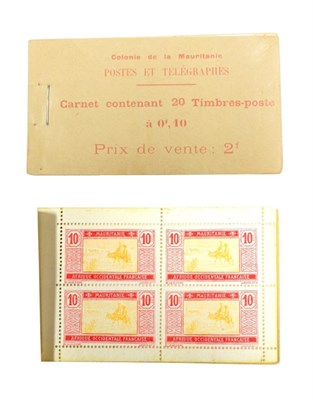 Colonie de la Mauritanie
POSTES ET TÉLÉGRAPHES
Carnet contenant 20 Timbres-poste
à 0f,10
Prix de vente : 2f
10 MAURITANIE 10
AFRIQUE OCCIDENTALE FRANÇAISE
10 MAURITANIE 10
AFRIQUE OCCIDENTALE FRANÇAISE
10 MAURITANIE 10
AFRIQUE OCCIDENTALE FRANÇAISE
10 MAURITANIE 10
AFRIQUE OCCIDENTALE FRANÇAISE